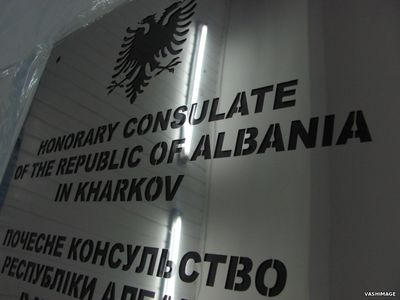 HONORARY CONSULATE
OF THE REPUBLIC OF ALBANIA
IN KHARKOV
ПОЧЕСНЕ КОНСУЛЬСТВО
РЕСПУБЛІКИ
VASHIMAGE